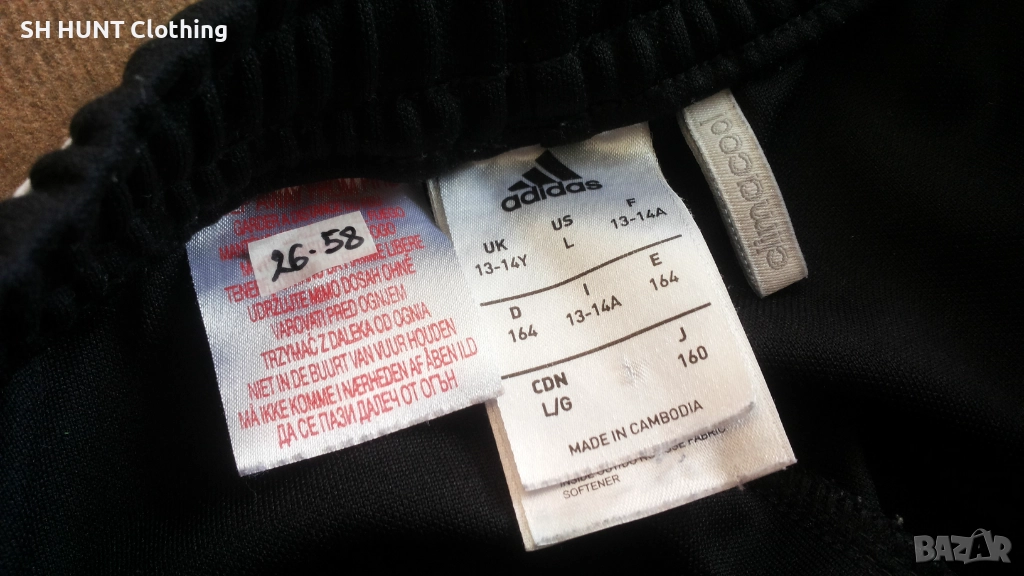 SH HUNT Clothing
26-58
UDRŽUJTE MIMO DOSAH OHNĚ
VAROVATI PRED OGNJEM
TRZYMAĆ Z DALEKA OD OGNIA
NIET IN DE BUURT VAN VUUR HOUDEN
MÅ IKKE KOMME I NÆRHEDEN AF ÅBEN ILD
ДА СЕ ПАЗИ ДАЛЕЧ ОТ ОГЪН
adidas
UK US F
13-14Y L 13-14A
D I E
164 13-14A 164
CDN J
L/G 160
MADE IN CAMBODIA
SOFTENER
climacool
BAZAR